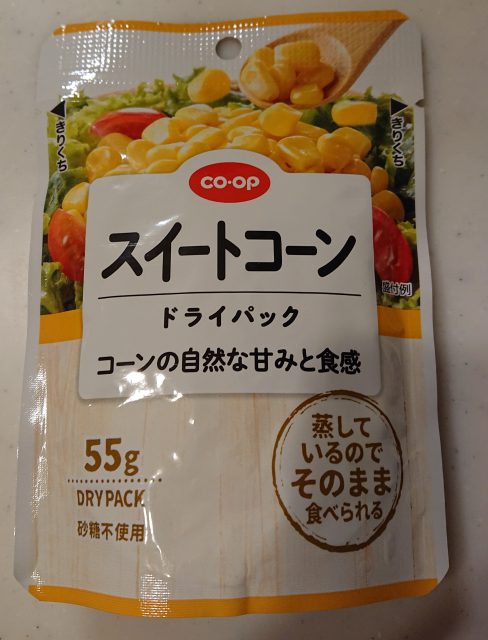 きりくち
きりくち
CO·OP
スイートコーン
盛付例
ドライパック
コーンの自然な甘みと食感
55g
DRY PACK
砂糖不使用
蒸して
いるので
そのまま
食べられる